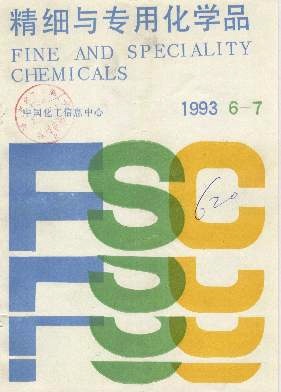 精细与专用化学品
FINE AND SPECIALITY
CHEMICALS
中国化工信息中心
1993 6-7
FSC
620